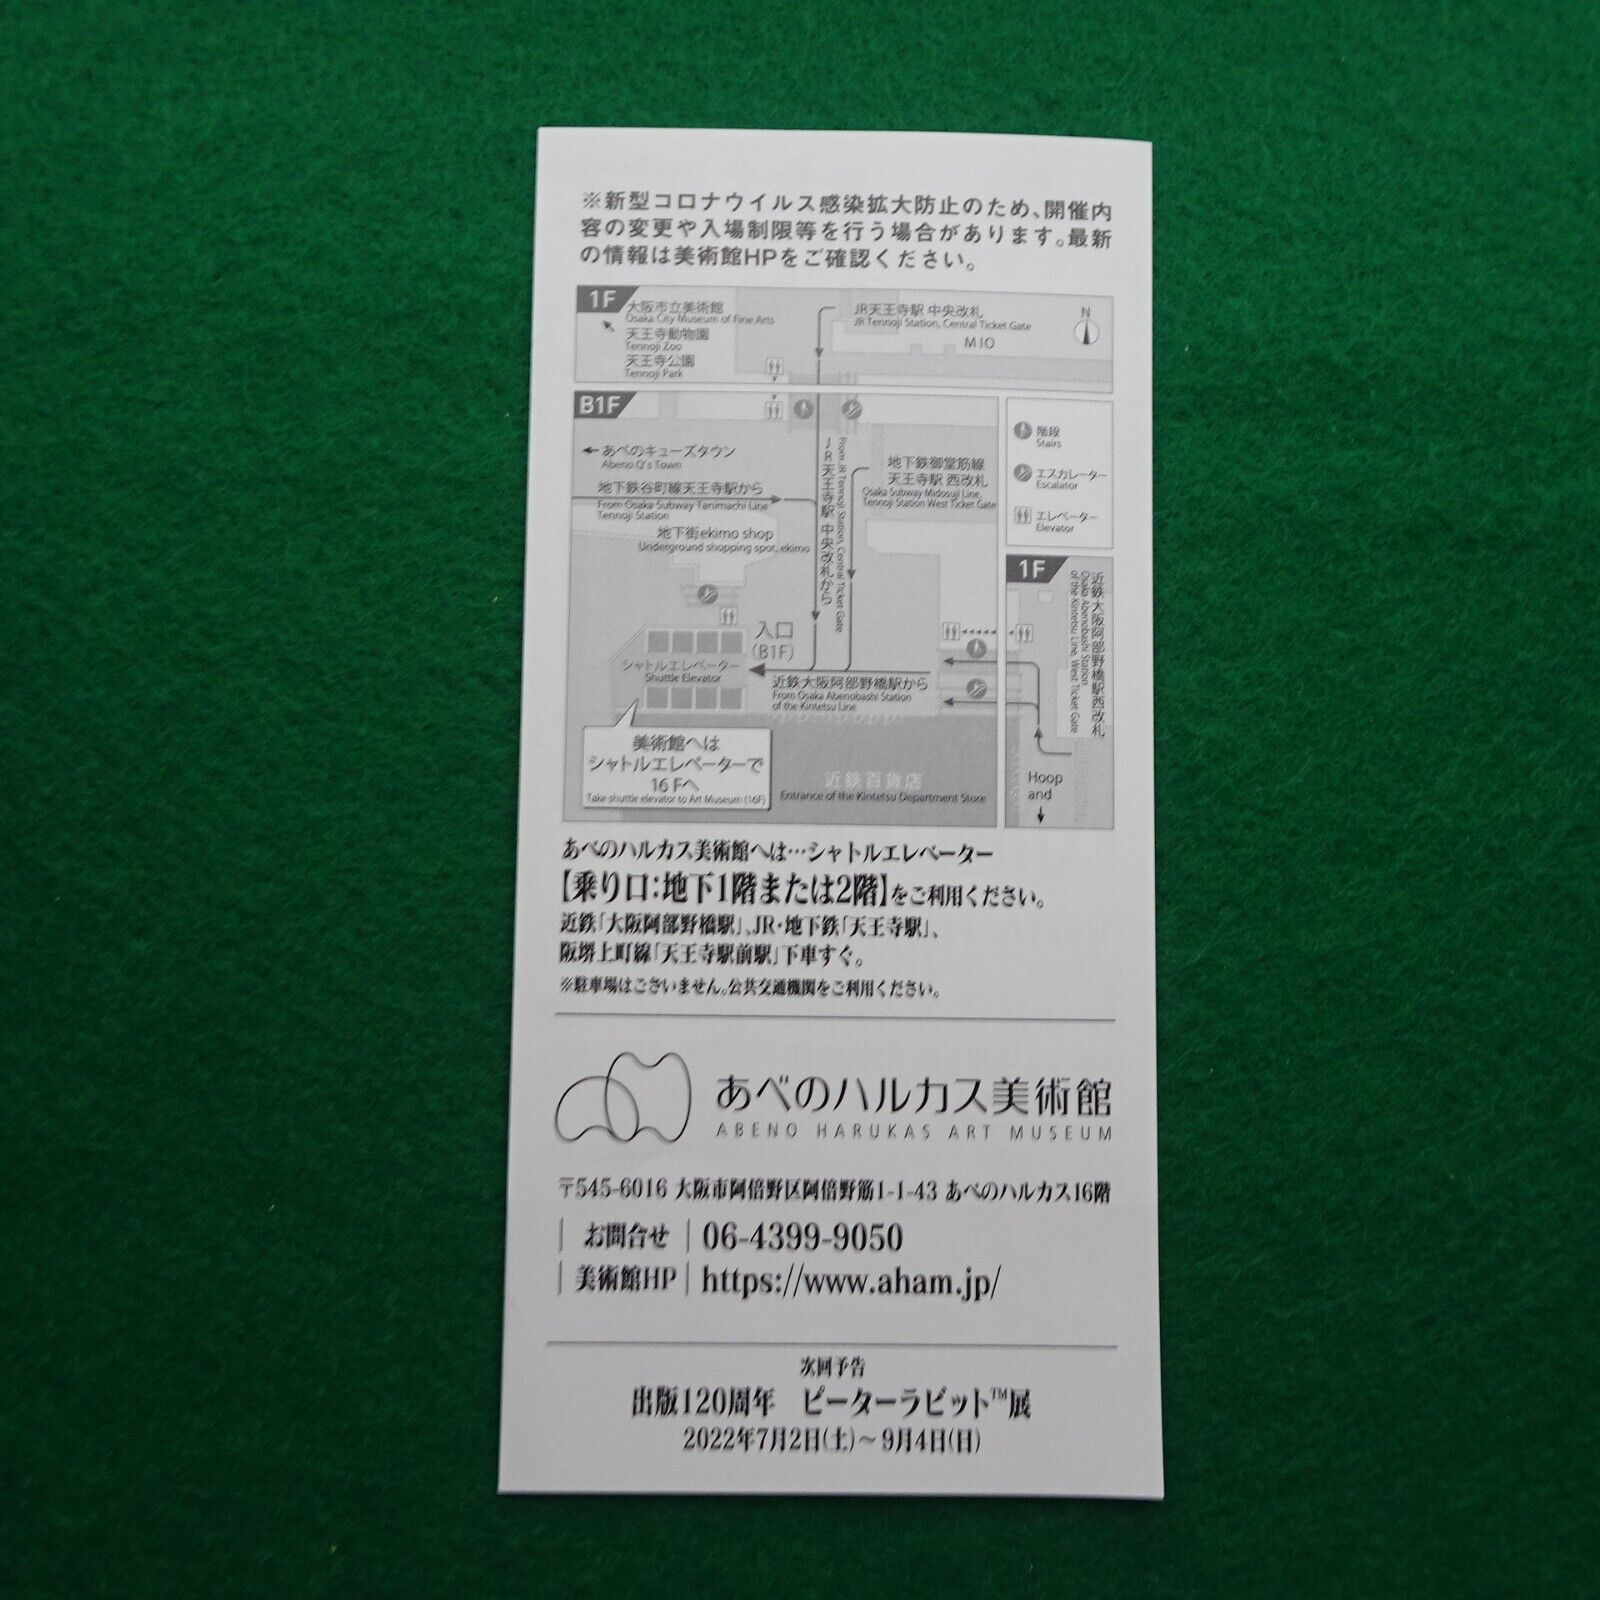 ※新型コロナウイルス感染拡大防止のため、開催内
容の変更や入場制限等を行う場合があります。最新
の情報は美術館HPをご確認ください。
1F
大阪市立美術館
Osaka City Museum of Fine Arts
天王寺動物園
Tennoji Zoo
天王寺公園
Tennoji Park
JR天王寺駅 中央改札
JR Tennoji Station, Central Ticket Gate
MIO
N
B1F
あべのキューズタウン
Abeno Q's Town
地下鉄谷町線天王寺駅から
From Osaka Subway Tanimachi Line
Tennoji Station
地下街ekimo shop
Underground shopping spot, ekimo
JR天王寺駅 中央改札から
From JR Tennoji Station, Central Ticket Gate
地下鉄御堂筋線
天王寺駅 西改札
Osaka Subway Midosuji Line,
Tennoji Station West Ticket Gate
階段
Stairs
エスカレーター
Escalator
エレベーター
Elevator
1F
近鉄大阪阿部野橋駅西改札
Osaka Abenobashi Station
of the Kintetsu Line, West Ticket Gate
Hoop
and
入口
(B1F)
シャトルエレベーター
Shuttle Elevator
近鉄大阪阿部野橋駅から
From Osaka Abenobashi Station
of the Kintetsu Line
美術館へは
シャトルエレベーターで
16Fへ
Take shuttle elevator to Art Museum (16F)
近鉄百貨店
Entrance of the Kintetsu Department Store
あべのハルカス美術館へは…シャトルエレベーター
【乗り口:地下1階または2階】をご利用ください。
近鉄「大阪阿部野橋駅」、JR・地下鉄「天王寺駅」、
阪堺上町線「天王寺駅前駅」下車すぐ。
※駐車場はございません。公共交通機関をご利用ください。
あべのハルカス美術館
ABENO HARUKAS ART MUSEUM
〒545-6016 大阪市阿倍野区阿倍野筋1-1-43 あべのハルカス16階
| お問合せ | 06-4399-9050
| 美術館HP | https://www.aham.jp/
次回予告
出版120周年 ピーターラビット™展
2022年7月2日(土)~9月4日(日)